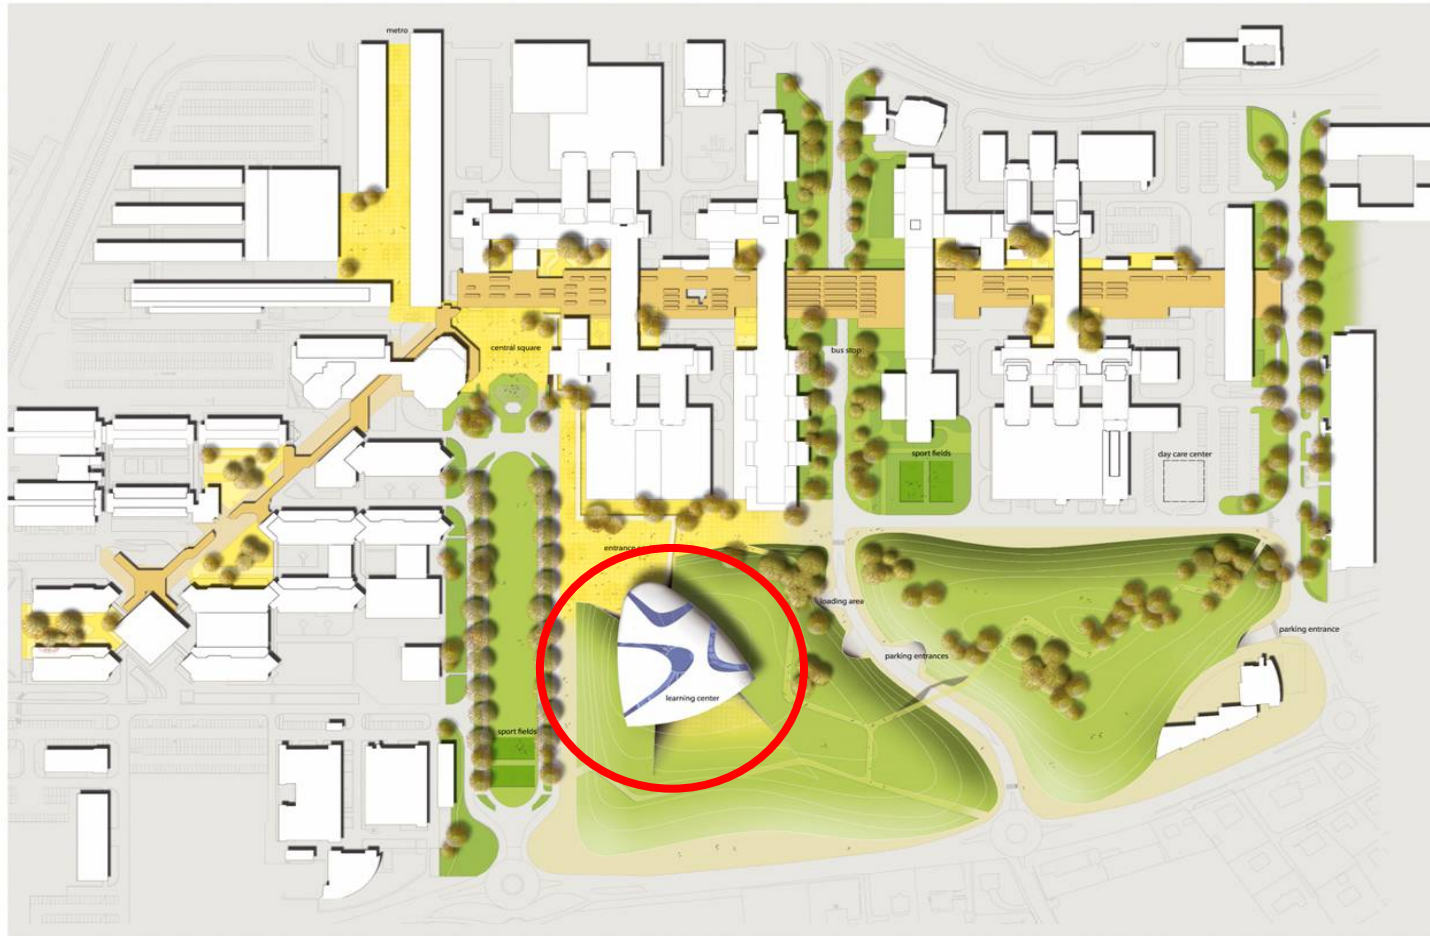 metro
central square
bus stop
sport fields
day care center
entrance
loading area
parking entrance
parking entrances
learning center
sport fields